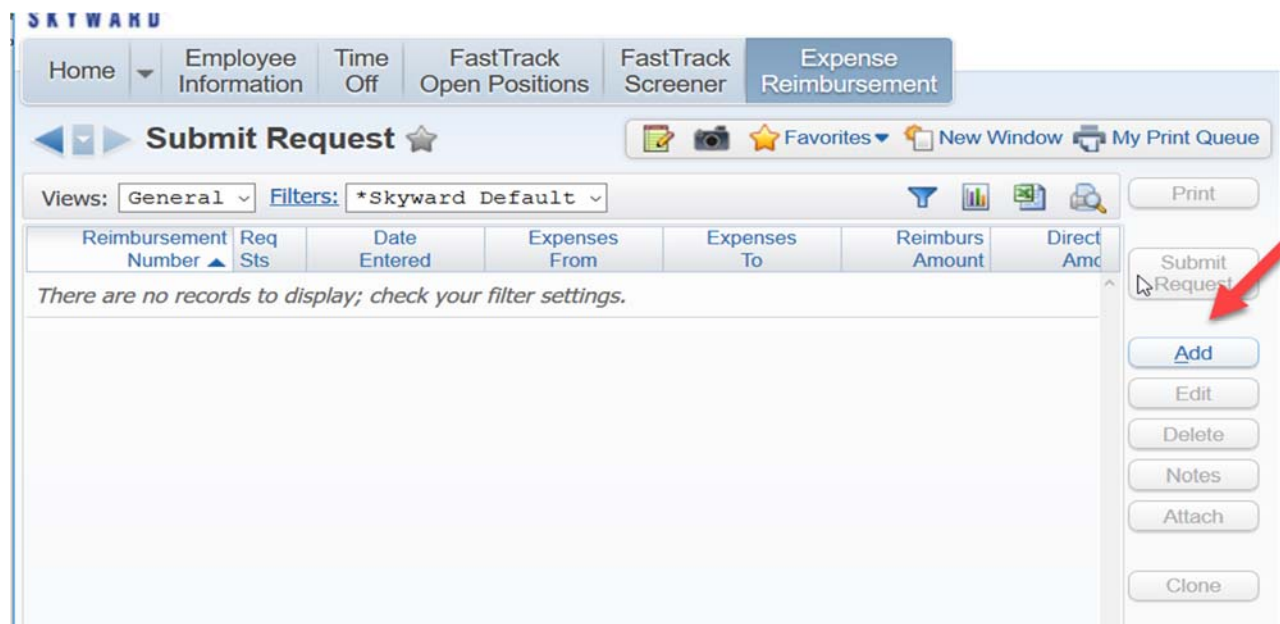 SKYWARD
Home Employee Information Time Off FastTrack Open Positions FastTrack Screener Expense Reimbursement
Submit Request Favorites New Window My Print Queue
Views: General Filters: *Skyward Default Print
Reimbursement Number Req Sts Date Entered Expenses From Expenses To Reimburs Amount Direct Amo
Submit Request
There are no records to display; check your filter settings.
Add
Edit
Delete
Notes
Attach
Clone